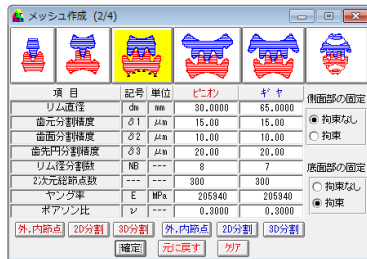 メッシュ作成 (2/4)
項 目 記号 単位 ピニオン ギヤ
リム直径 dm mm 30.0000 65.0000
歯元分割精度 δ1 μm 15.00 15.00
歯面分割精度 δ2 μm 10.00 10.00
歯先円分割精度 δ3 μm 20.00 20.00
リム径分割数 NB --- 8 7
2次元総節点数 --- --- 300 300
ヤング率 E MPa 205940 205940
ポアソン比 ν --- 0.3000 0.3000
側面部の固定
拘束なし
拘束
底面部の固定
拘束なし
拘束
外,内節点 2D分割 3D分割 外,内節点 2D分割 3D分割
確定 元に戻す クリア